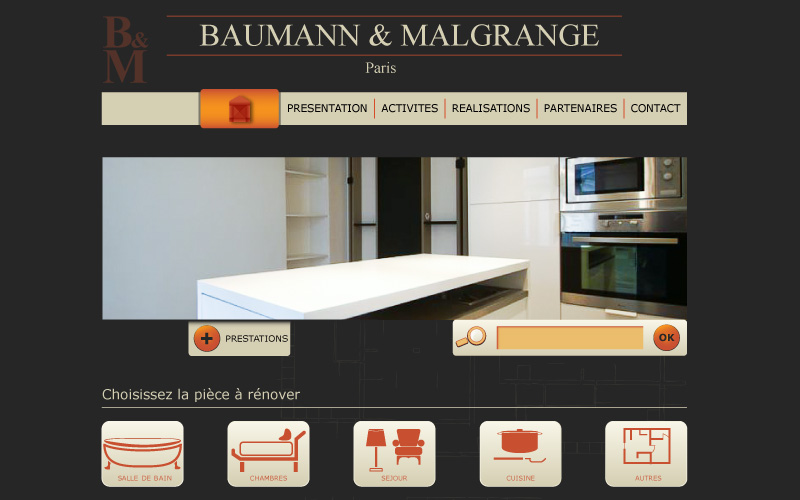 B&
M
BAUMANN & MALGRANGE
Paris
PRESENTATION ACTIVITES REALISATIONS PARTENAIRES CONTACT
PRESTATIONS
OK
Choisissez la pièce à rénover
SALLE DE BAIN CHAMBRES SEJOUR CUISINE AUTRES